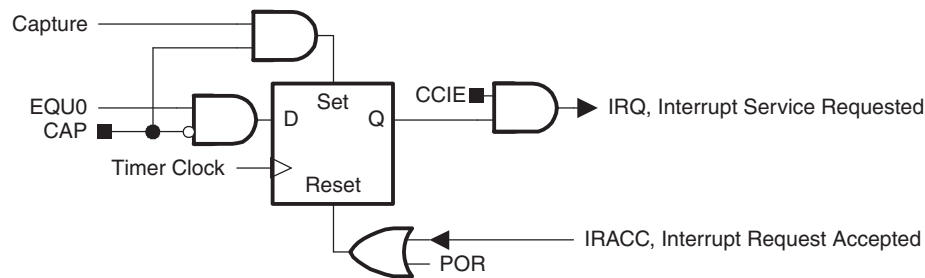 Capture
Set
CCIE
IRQ, Interrupt Service Requested
EQU0
CAP
D
Q
Timer Clock
Reset
IRACC, Interrupt Request Accepted
POR